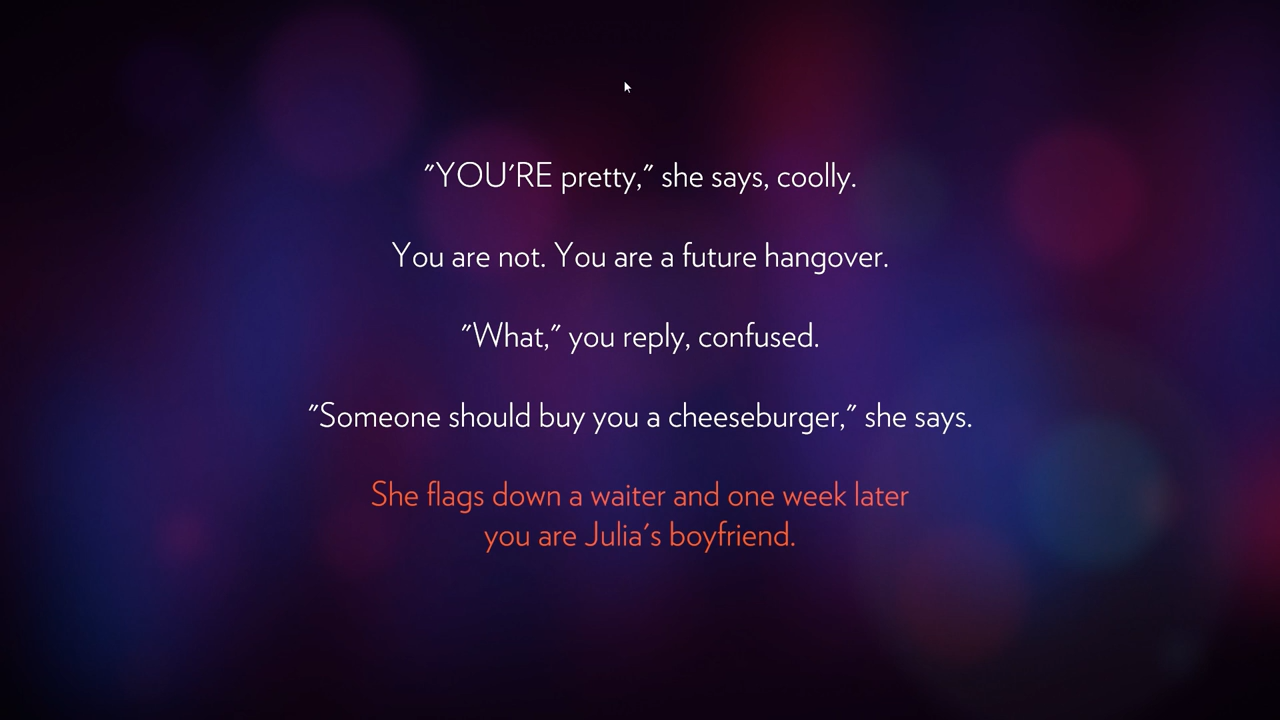 "YOU'RE pretty," she says, coolly.
You are not. You are a future hangover.
"What," you reply, confused.
"Someone should buy you a cheeseburger," she says.
She flags down a waiter and one week later
you are Julia's boyfriend.